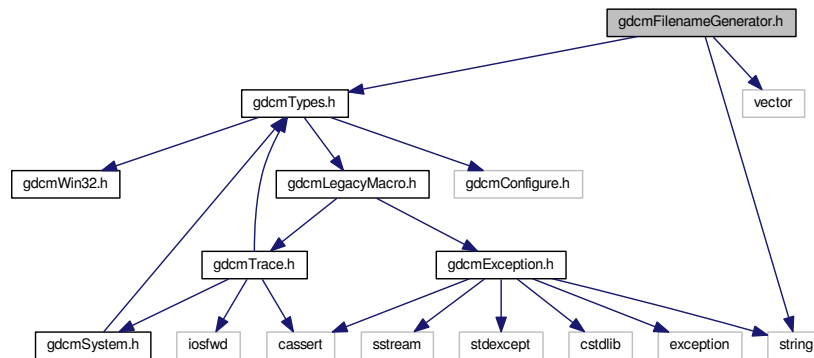 gdcmFilenameGenerator.h
gdcmTypes.h
vector
gdcmWin32.h
gdcmLegacyMacro.h
gdcmConfigure.h
gdcmTrace.h
gdcmException.h
gdcmSystem.h
iosfwd
cassert
sstream
stdexcept
cstdlib
exception
string